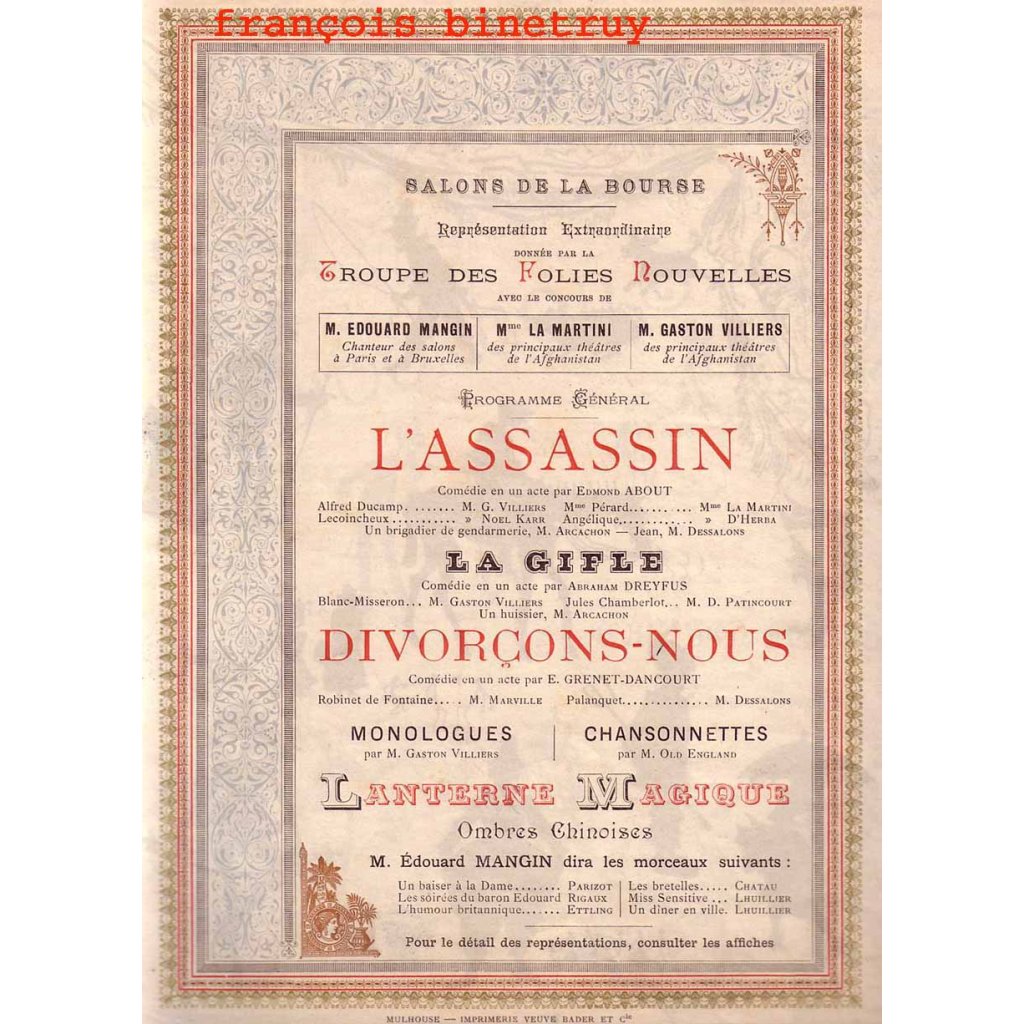 françois binetruy
SALONS DE LA BOURSE
Représentation Extraordinaire
DONNÉE PAR LA
TROUPE DES FOLIES NOUVELLES
AVEC LE CONCOURS DE
M. EDOUARD MANGIN
Chanteur des salons
à Paris et à Bruxelles
Mme LA MARTINI
des principaux théâtres
de l'Afghanistan
M. GASTON VILLIERS
des principaux théâtres
de l'Afghanistan
PROGRAMME GÉNÉRAL
L'ASSASSIN
Comédie en un acte par EDMOND ABOUT
Alfred Ducamp. ....... M. G. VILLIERS Mme Pérard....... ... Mme LA MARTINI
Lecoincheux........... » NOEL KARR Angélique,............ » D'HERBA
Un brigadier de gendarmerie, M. ARCACHON — Jean, M. DESSALONS
LA GIFLE
Comédie en un acte par ABRAHAM DREYFUS
Blanc-Misseron... M. GASTON VILLIERS Jules Chamberlot... M. D. PATINCOURT
Un huissier, M. ARCACHON
DIVORÇONS-NOUS
Comédie en un acte par E. GRENET-DANCOURT
Robinet de Fontaine.... . M. MARVILLE Palanquet.............. M. DESSALONS
MONOLOGUES
par M. GASTON VILLIERS
CHANSONNETTES
par M. OLD ENGLAND
LANTERNE MAGIQUE
Ombres Chinoises
M. Édouard MANGIN dira les morceaux suivants :
Un baiser à la Dame........ PARIZOT
Les soirées du baron Edouard RIGAUX
L'humour britannique....... ETTLING
Les bretelles..... CHATAU
Miss Sensitive ... LHUILLIER
Un dîner en ville. LHUILLIER
Pour le détail des représentations, consulter les affiches
MULHOUSE — IMPRIMERIE VEUVE BADER ET Cie